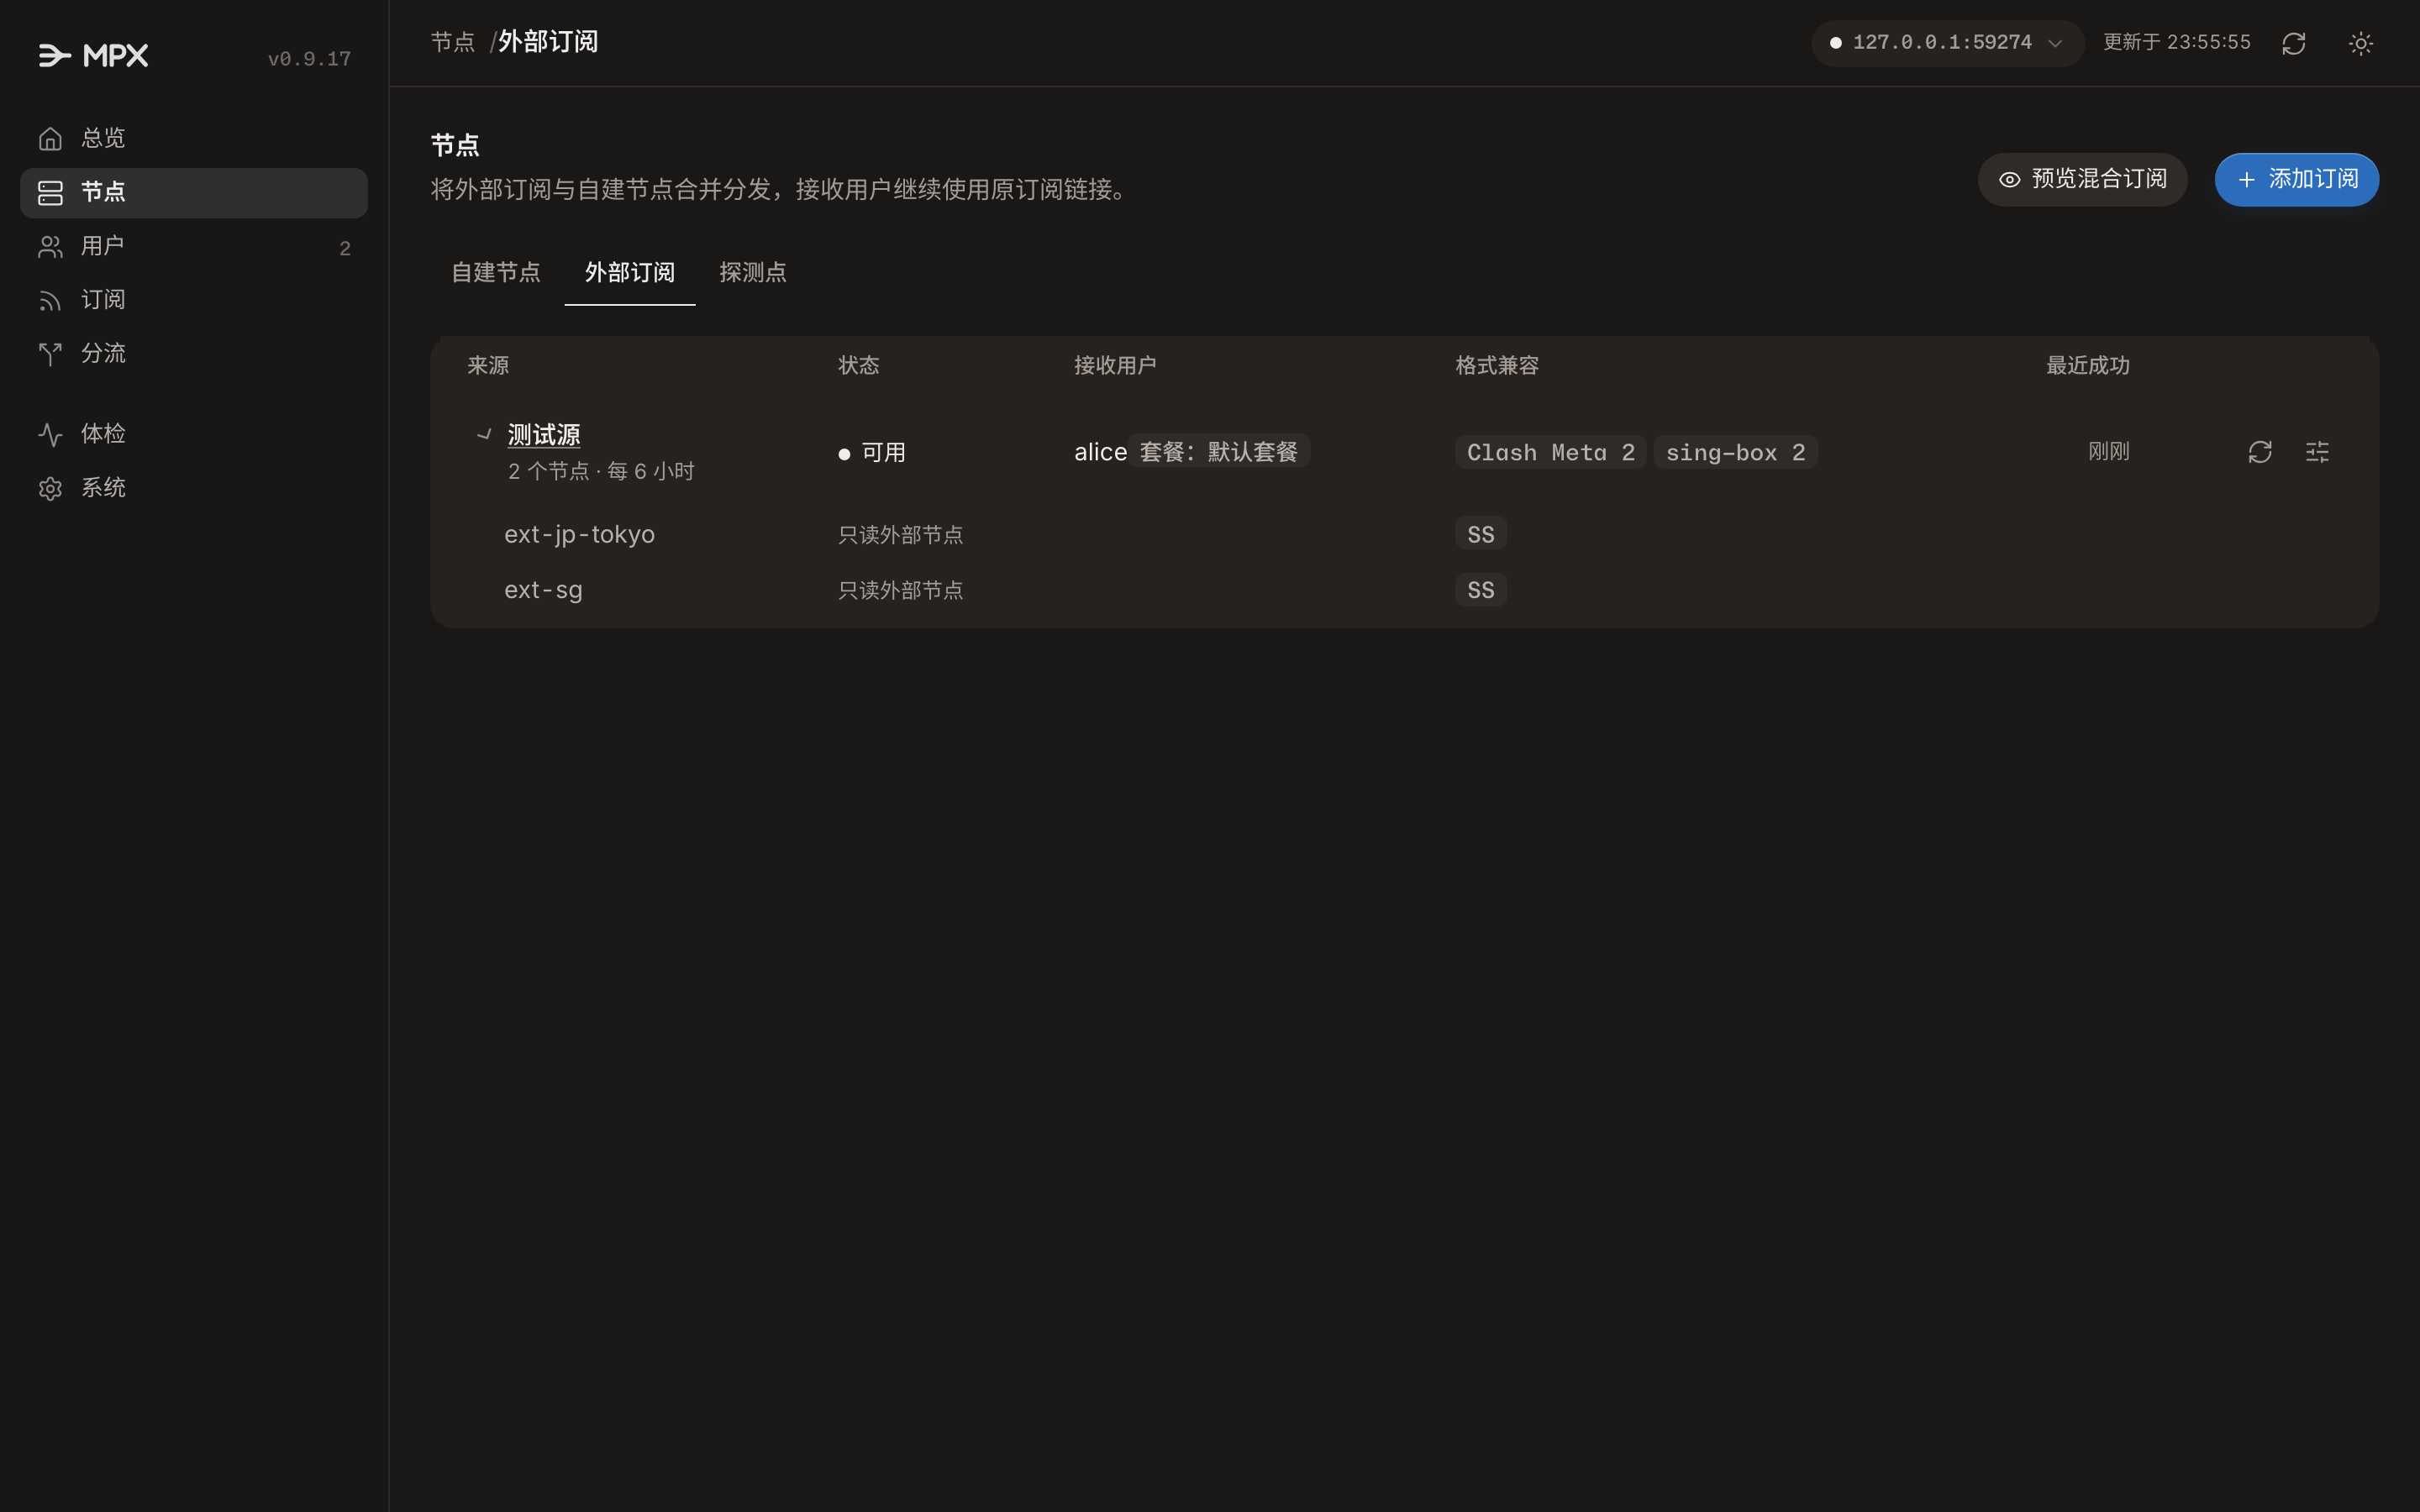 MPX v0.9.17
总览
节点
用户 2
订阅
分流
体检
系统
节点 /外部订阅
127.0.0.1:59274 更新于 23:55:55
节点
将外部订阅与自建节点合并分发，接收用户继续使用原订阅链接。
预览混合订阅 添加订阅
自建节点 外部订阅 探测点
来源 状态 接收用户 格式兼容 最近成功
测试源
2 个节点 · 每 6 小时
可用 alice 套餐：默认套餐 Clash Meta 2 sing-box 2 刚刚
ext-jp-tokyo 只读外部节点 SS
ext-sg 只读外部节点 SS